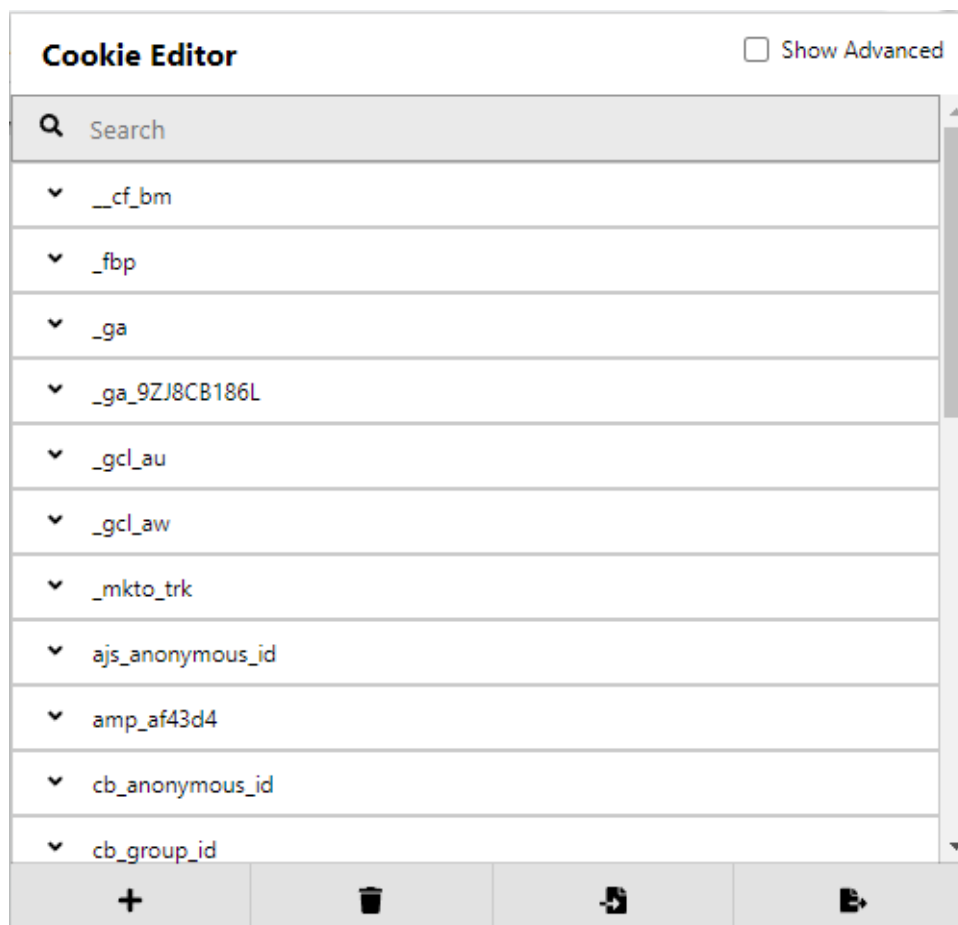 Cookie Editor
Show Advanced
Search
__cf_bm
_fbp
_ga
_ga_9ZJ8CB186L
_gcl_au
_gcl_aw
_mkto_trk
ajs_anonymous_id
amp_af43d4
cb_anonymous_id
cb_group_id